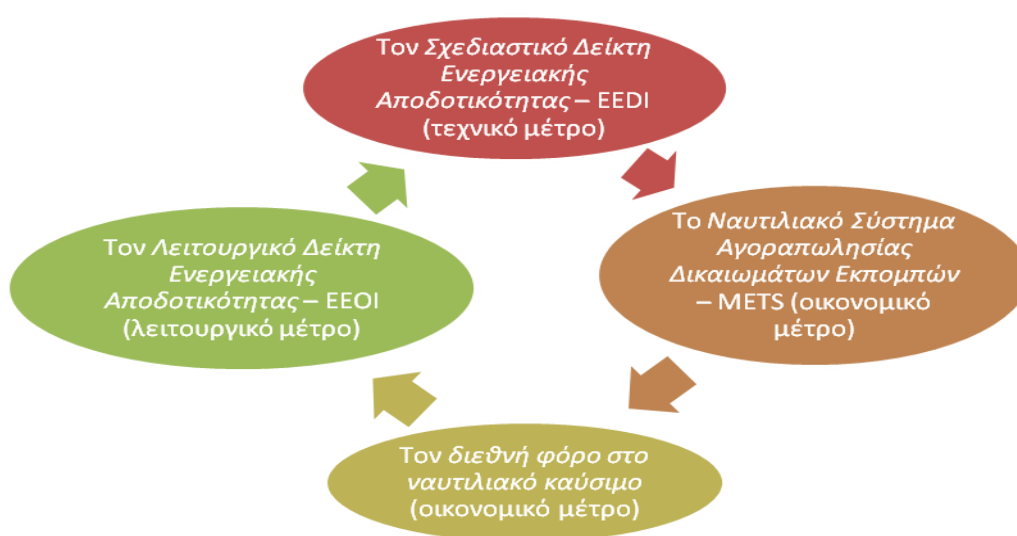 Τον Σχεδιαστικό Δείκτη
Ενεργειακής
Αποδοτικότητας – EEDI
(τεχνικό μέτρο)
Το Ναυτιλιακό Σύστημα
Αγοραπωλησίας
Δικαιωμάτων Εκπομπών
– METS (οικονομικό
μέτρο)
Τον διεθνή φόρο στο
ναυτιλιακό καύσιμο
(οικονομικό μέτρο)
Τον Λειτουργικό Δείκτη
Ενεργειακής
Αποδοτικότητας – EEOI
(λειτουργικό μέτρο)